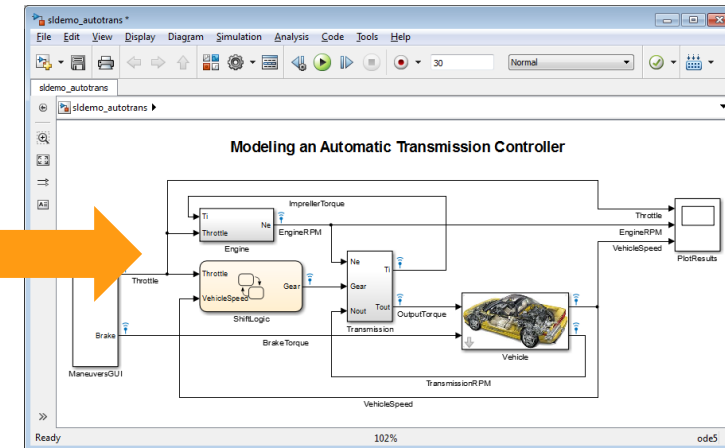 sldemo_autotrans *
File Edit View Display Diagram Simulation Analysis Code Tools Help
30
Normal
sldemo_autotrans
sldemo_autotrans
Modeling an Automatic Transmission Controller
ImprellerTorque
Ti
Throttle
Ne
EngineRPM
Engine
Throttle
EngineRPM
VehicleSpeed
PlotResults
Throttle
Throttle
VehicleSpeed
Gear
ShiftLogic
Ne
Gear
Nout
Ti
Tout
Transmission
OutputTorque
Vehicle
Brake
BrakeTorque
ManeuversGUI
TransmissionRPM
VehicleSpeed
Ready
102%
ode5